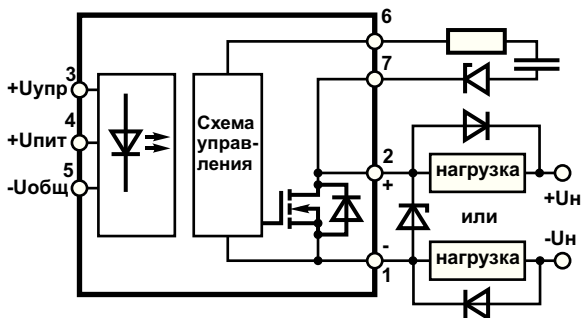 6
7
3
+Uупр
4
+Uпит
5
-Uобщ
Схема
управ-
ления
2
+
нагрузка
+Uн
или
-
1
нагрузка
-Uн